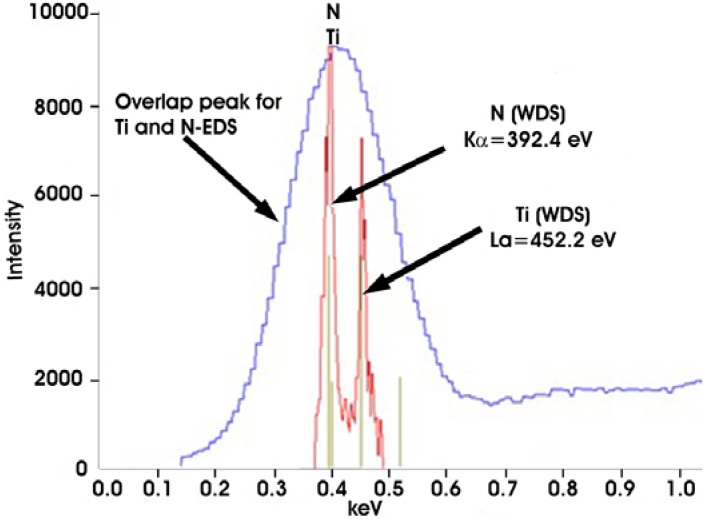 N
Ti
10000
8000
6000
4000
2000
0
Intensity
Overlap peak for
Ti and N-EDS
N (WDS)
Kα=392.4 eV
Ti (WDS)
La=452.2 eV
0.0 0.1 0.2 0.3 0.4 0.5 0.6 0.7 0.8 0.9 1.0
keV